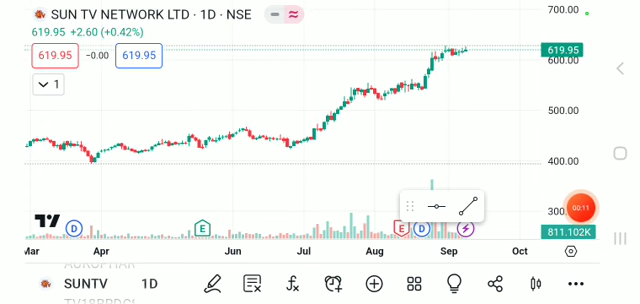 SUN TV NETWORK LTD · 1D · NSE
619.95 +2.60 (+0.42%)
619.95 −0.00 619.95
1
700.00
619.95
600.00
500.00
400.00
300.
811.102K
00:11
D E E D
Mar Apr Jun Jul Aug Sep Oct
SUNTV 1D